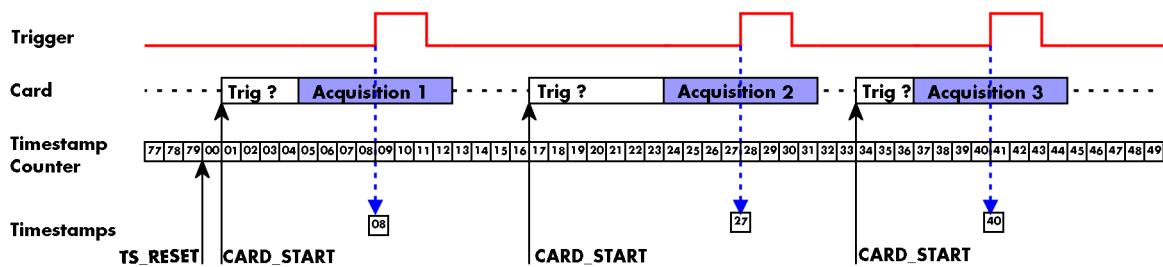 Trigger
Card
Trig ?
Acquisition 1
Trig ?
Acquisition 2
Trig ?
Acquisition 3
Timestamp
Counter
77 78 79 00 01 02 03 04 05 06 07 08 09 10 11 12 13 14 15 16 17 18 19 20 21 22 23 24 25 26 27 28 29 30 31 32 33 34 35 36 37 38 39 40 41 42 43 44 45 46 47 48 49
Timestamps
08
27
40
TS_RESET
CARD_START
CARD_START
CARD_START